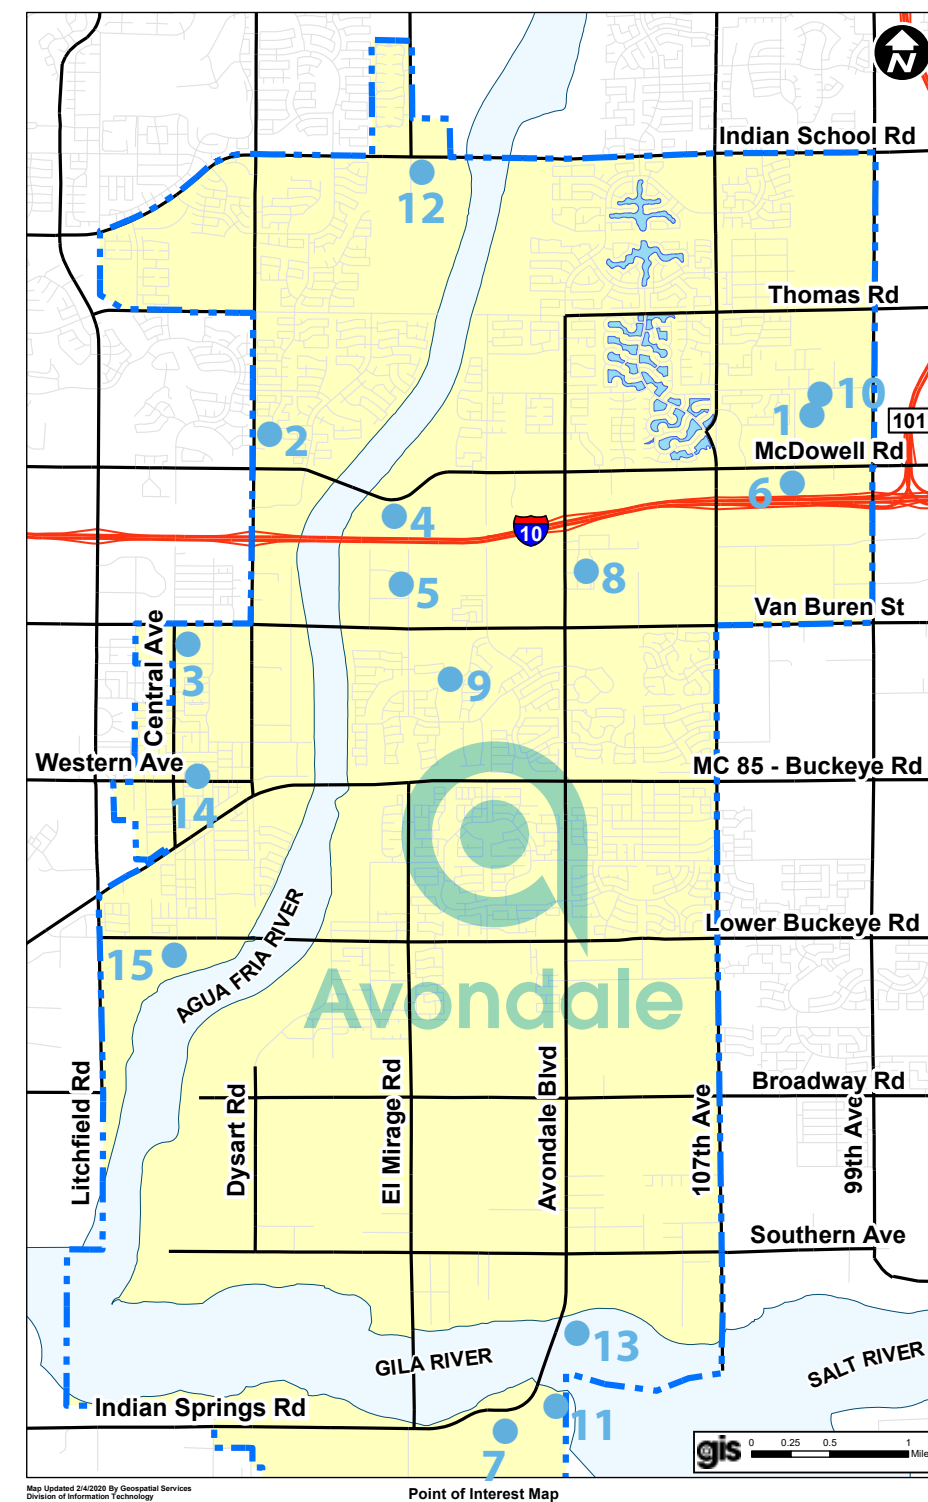 N
Indian School Rd
12
Thomas Rd
10
1
101
2
McDowell Rd
6
4
10
5
8
Van Buren St
Central Ave
3
9
Western Ave
MC 85 - Buckeye Rd
14
Lower Buckeye Rd
15
AGUA FRIA RIVER
Avondale
Litchfield Rd
Dysart Rd
El Mirage Rd
Avondale Blvd
107th Ave
Broadway Rd
99th Ave
Southern Ave
13
GILA RIVER
SALT RIVER
Indian Springs Rd
11
7
gis
0 0.25 0.5 1
Mile
Map Updated 2/4/2020 By Geospatial Services
Division of Information Technology
Point of Interest Map